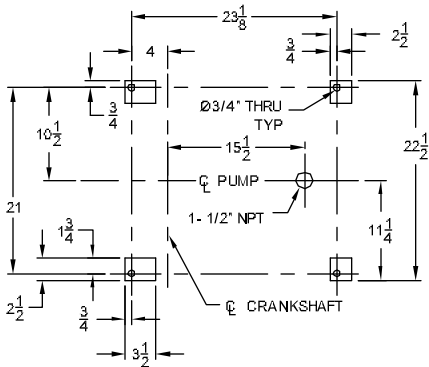 23 1/8
4
3/4
2 1/2
3/4
Ø3/4" THRU
TYP
10 1/2
15 1/2
22 1/2
℄ PUMP
21
1- 1/2" NPT
11 1/4
1 3/4
2 1/2
3/4
℄ CRANKSHAFT
3 1/2